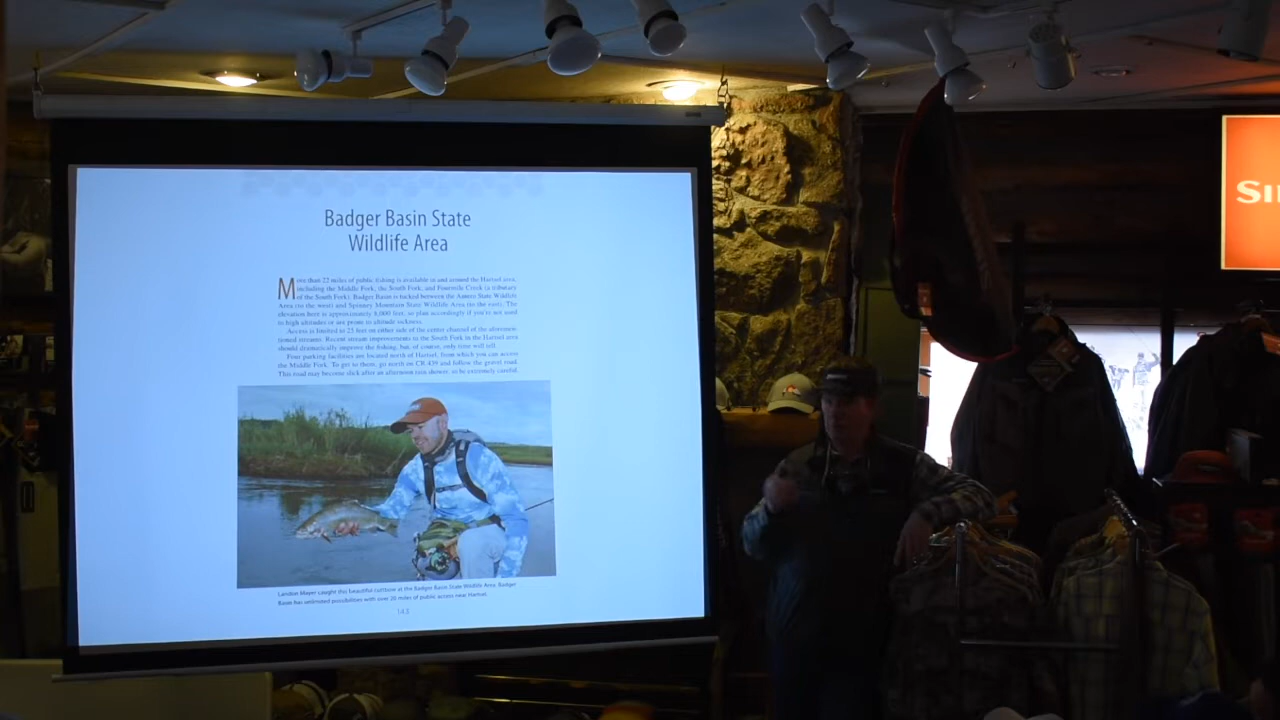 Badger Basin State
Wildlife Area
More than 22 miles of public fishing is available in and around the Hartsel area,
including the Middle Fork, the South Fork, and Fourmile Creek (a tributary
of the South Fork). Badger Basin is tucked between the Tomahawk State Wildlife
Area (to the west) and Spinney Mountain State Wildlife Area (to the east). The
elevation here is approximately 8,000 feet, so plan accordingly if you're not used
to high altitudes or are prone to altitude sickness.
Access is limited to 25 feet on either side of the center channel of the aforemen-
tioned streams. Recent stream improvements to the South Fork in the Hartsel area
should dramatically improve the fishing, but, of course, only time will tell.
Four parking facilities are located north of Hartsel, from which you can access
the Middle Fork. To get to them, go north on CR 439 and follow the gravel road.
This road may become slick after an afternoon rain shower, so be extremely careful.
Landon Mayer caught this beautiful cuttbow at the Badger Basin State Wildlife Area. Badger
Basin has unlimited possibilities with over 20 miles of public access near Hartsel.
143